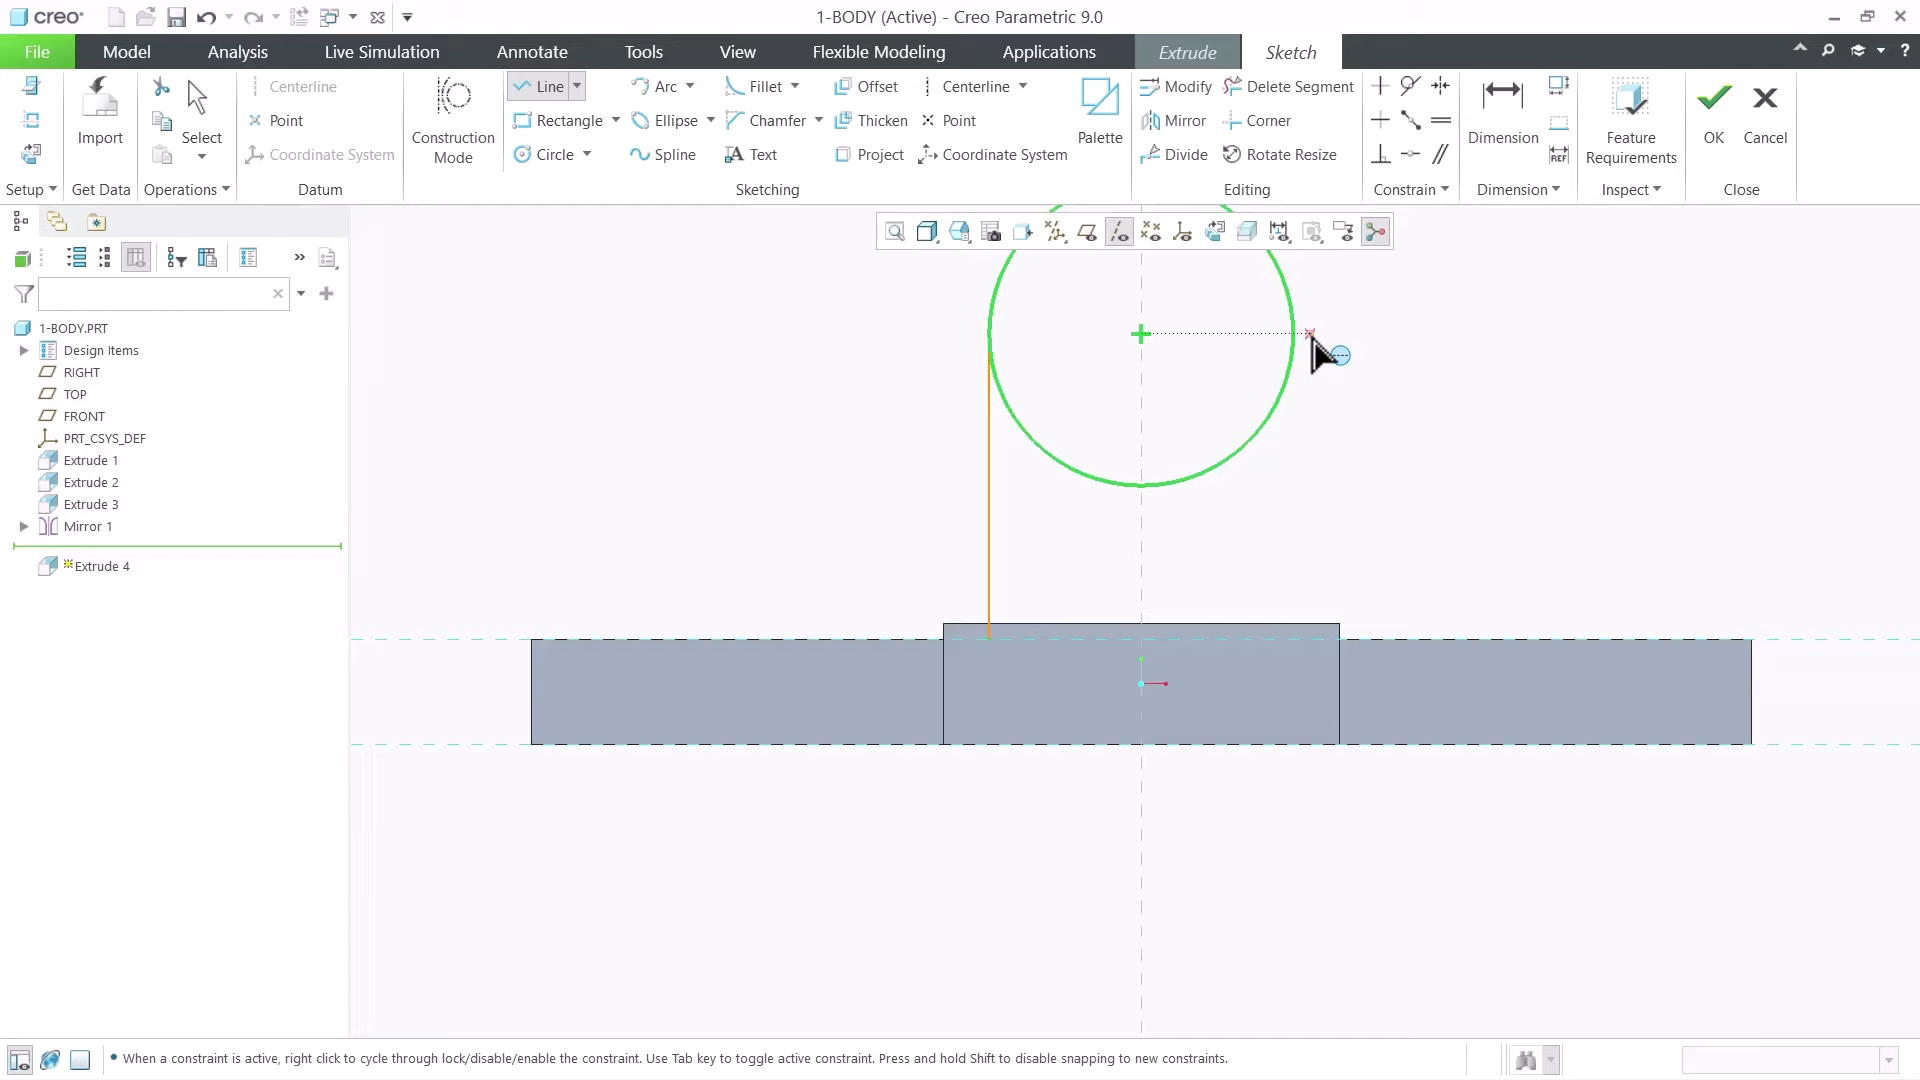 creo® 1-BODY (Active) - Creo Parametric 9.0
File Model Analysis Live Simulation Annotate Tools View Flexible Modeling Applications Extrude Sketch
Centerline Line Arc Fillet Offset Centerline Modify Delete Segment
Import Select Point Construction Mode Rectangle Ellipse Chamfer Thicken Point Palette Mirror Corner Dimension Feature Requirements OK Cancel
Coordinate System Circle Spline Text Project Coordinate System Divide Rotate Resize REF
Setup Get Data Operations Datum Sketching Editing Constrain Dimension Inspect Close
1-BODY.PRT
Design Items
RIGHT
TOP
FRONT
PRT_CSYS_DEF
Extrude 1
Extrude 2
Extrude 3
Mirror 1
Extrude 4
When a constraint is active, right click to cycle through lock/disable/enable the constraint. Use Tab key to toggle active constraint. Press and hold Shift to disable snapping to new constraints.